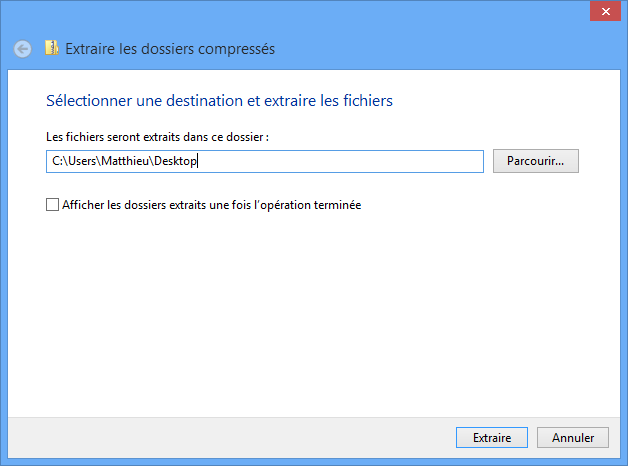 Extraire les dossiers compressés
Sélectionner une destination et extraire les fichiers
Les fichiers seront extraits dans ce dossier :
C:\Users\Matthieu\Desktop
Parcourir...
Afficher les dossiers extraits une fois l'opération terminée
Extraire
Annuler